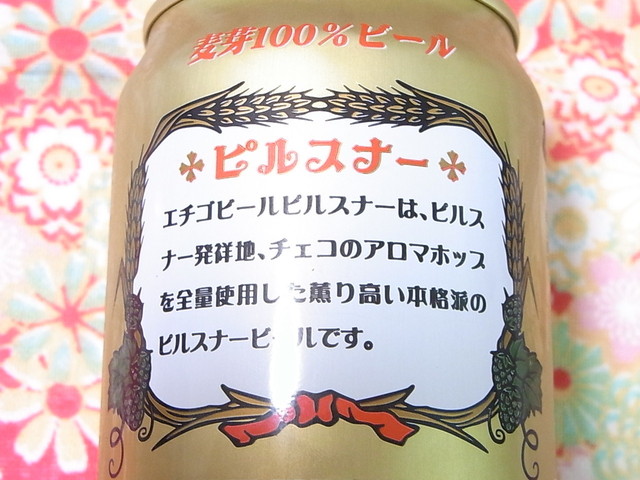 麦芽100%ビール
ピルスナー
エチゴビールピルスナーは、ピルス
ナー発祥地、チェコのアロマホップ
を全量使用した薫り高い本格派の
ピルスナービールです。